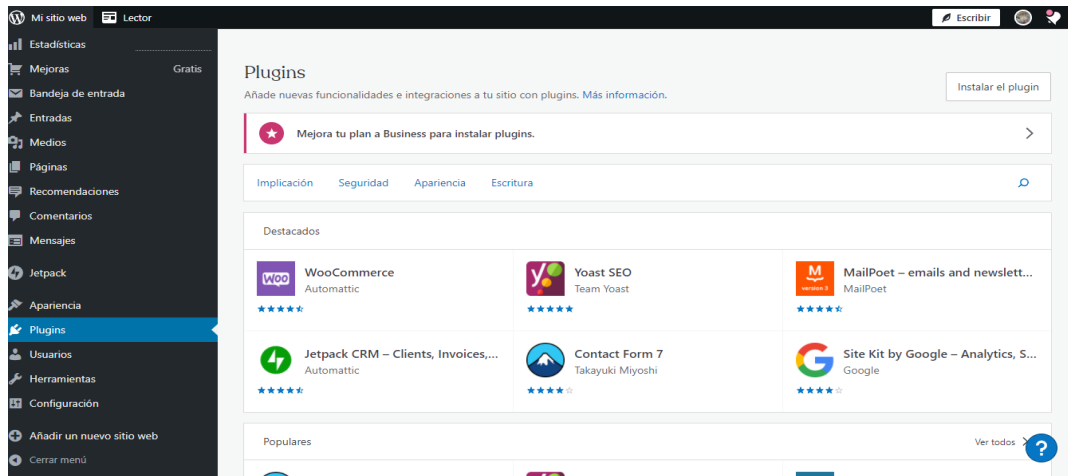 Mi sitio web
Lector
Escribir
Estadísticas
Mejoras
Gratis
Bandeja de entrada
Entradas
Medios
Páginas
Recomendaciones
Comentarios
Mensajes
Jetpack
Apariencia
Plugins
Usuarios
Herramientas
Configuración
Añadir un nuevo sitio web
Cerrar menú
Plugins
Añade nuevas funcionalidades e integraciones a tu sitio con plugins. Más información.
Instalar el plugin
Mejora tu plan a Business para instalar plugins.
Implicación
Seguridad
Apariencia
Escritura
Destacados
WOO
WooCommerce
Automattic
Yoast SEO
Team Yoast
M
version 3
MailPoet – emails and newslett...
MailPoet
Jetpack CRM – Clients, Invoices,...
Automattic
Contact Form 7
Takayuki Miyoshi
G
Site Kit by Google – Analytics, S...
Google
Populares
Ver todos
?